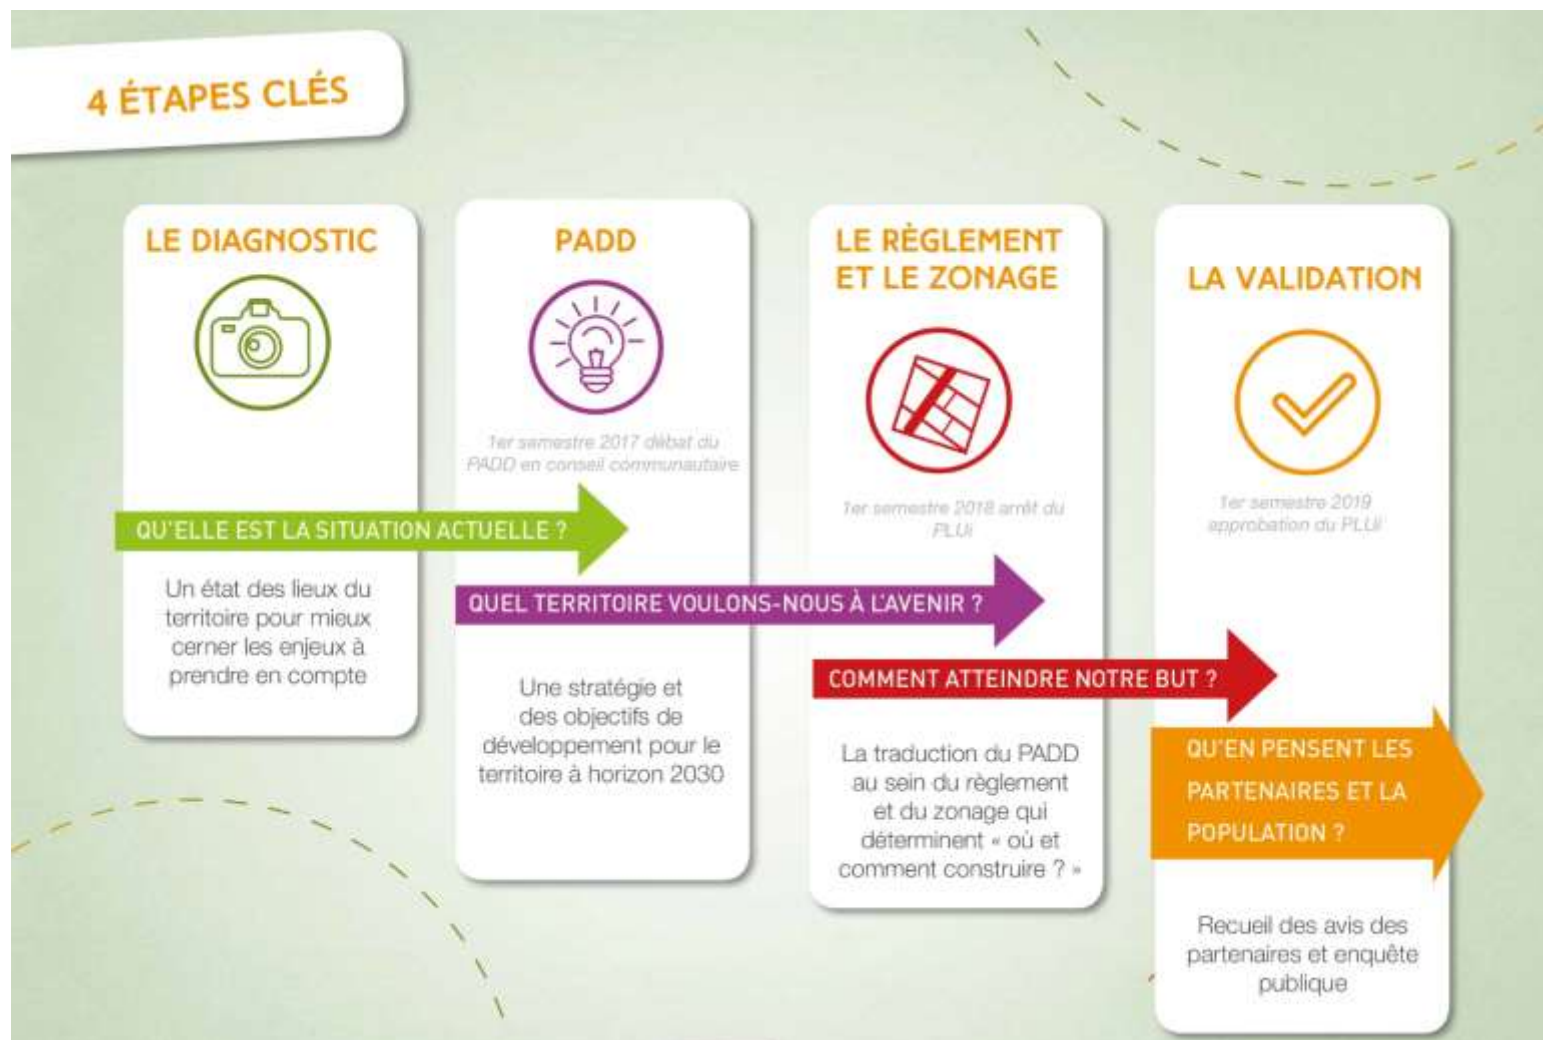 4 ÉTAPES CLÉS
LE DIAGNOSTIC
QU'ELLE EST LA SITUATION ACTUELLE ?
Un état des lieux du
territoire pour mieux
cerner les enjeux à
prendre en compte
PADD
1er semestre 2017 débat du
PADD en conseil communautaire
QUEL TERRITOIRE VOULONS-NOUS À L'AVENIR ?
Une stratégie et
des objectifs de
développement pour le
territoire à horizon 2030
LE RÈGLEMENT
ET LE ZONAGE
1er semestre 2018 arrêt du
PLUi
COMMENT ATTEINDRE NOTRE BUT ?
La traduction du PADD
au sein du règlement
et du zonage qui
déterminent « où et
comment construire ? »
LA VALIDATION
1er semestre 2019
approbation du PLUi
QU'EN PENSENT LES
PARTENAIRES ET LA
POPULATION ?
Recueil des avis des
partenaires et enquête
publique